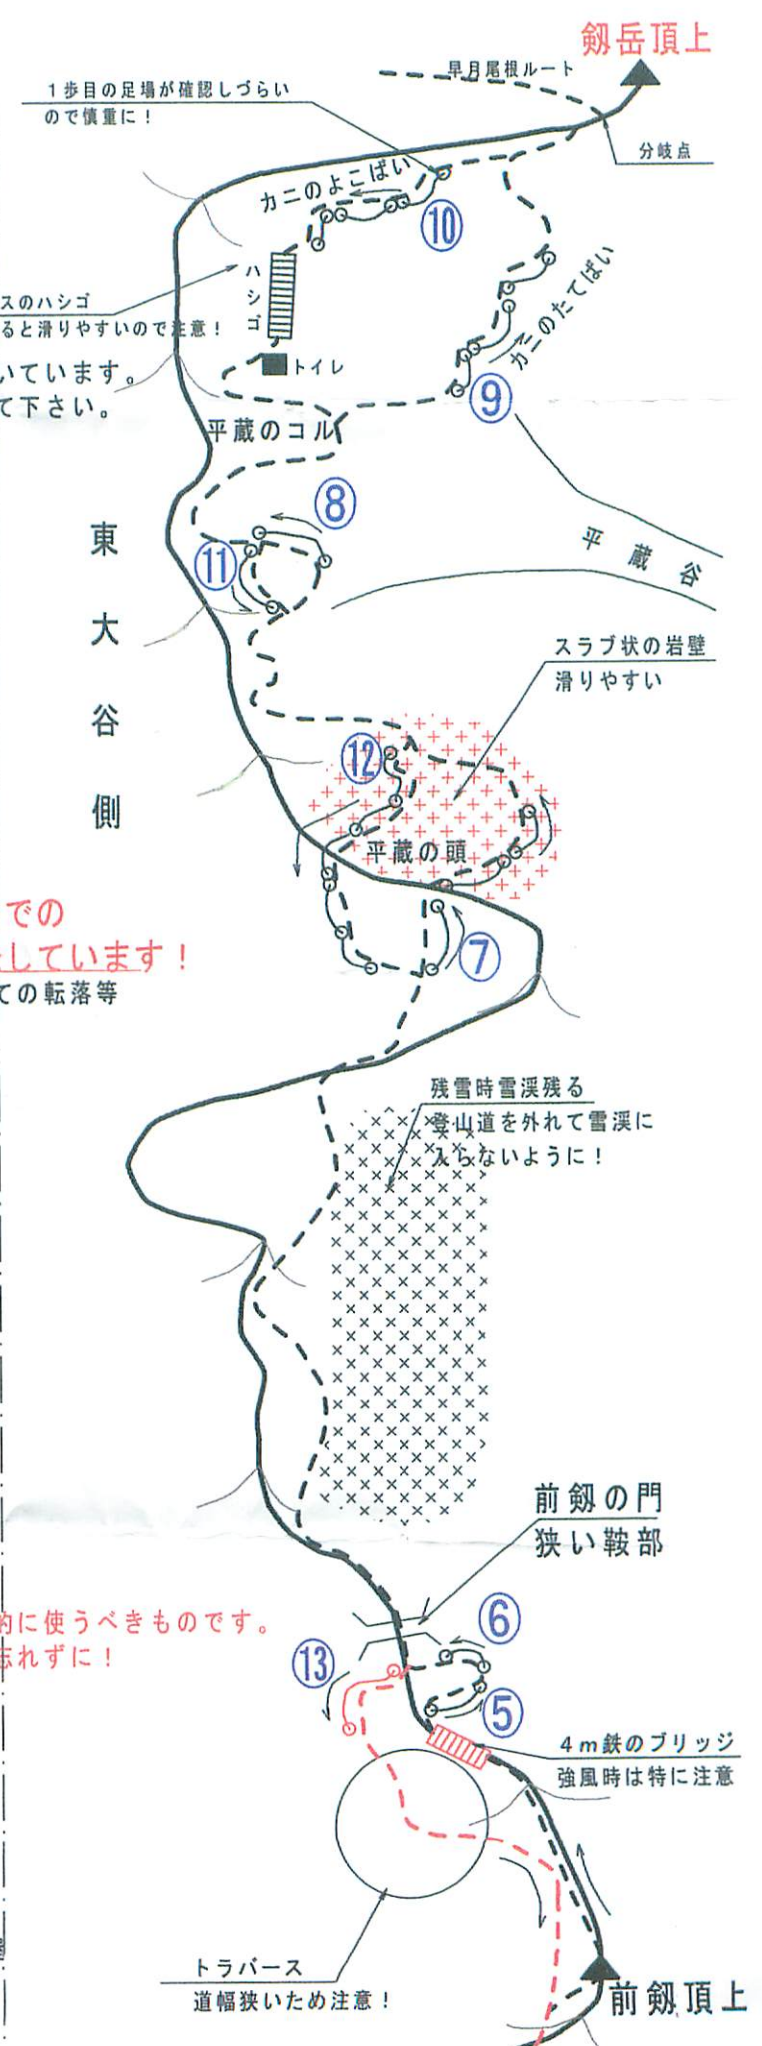 剱岳頂上
早月尾根ルート
1歩目の足場が確認しづらい
ので慎重に!
分岐点
カニのよこばい
⑩
ハシゴ
スのハシゴ
ると滑りやすいので注意!
カニのたてばい
いています。
て下さい。
トイレ
⑨
平蔵のコル
⑧
東大谷側
⑪
平蔵谷
スラブ状の岩壁
滑りやすい
⑫
平蔵の頭
での
しています!
ての転落等
⑦
残雪時雪渓残る
登山道を外れて雪渓に
入らないように!
前剱の門
狭い鞍部
的に使うべきものです。
忘れずに!
⑥
⑬
⑤
4m鉄のブリッジ
強風時は特に注意
トラバース
道幅狭いため注意!
前剱頂上